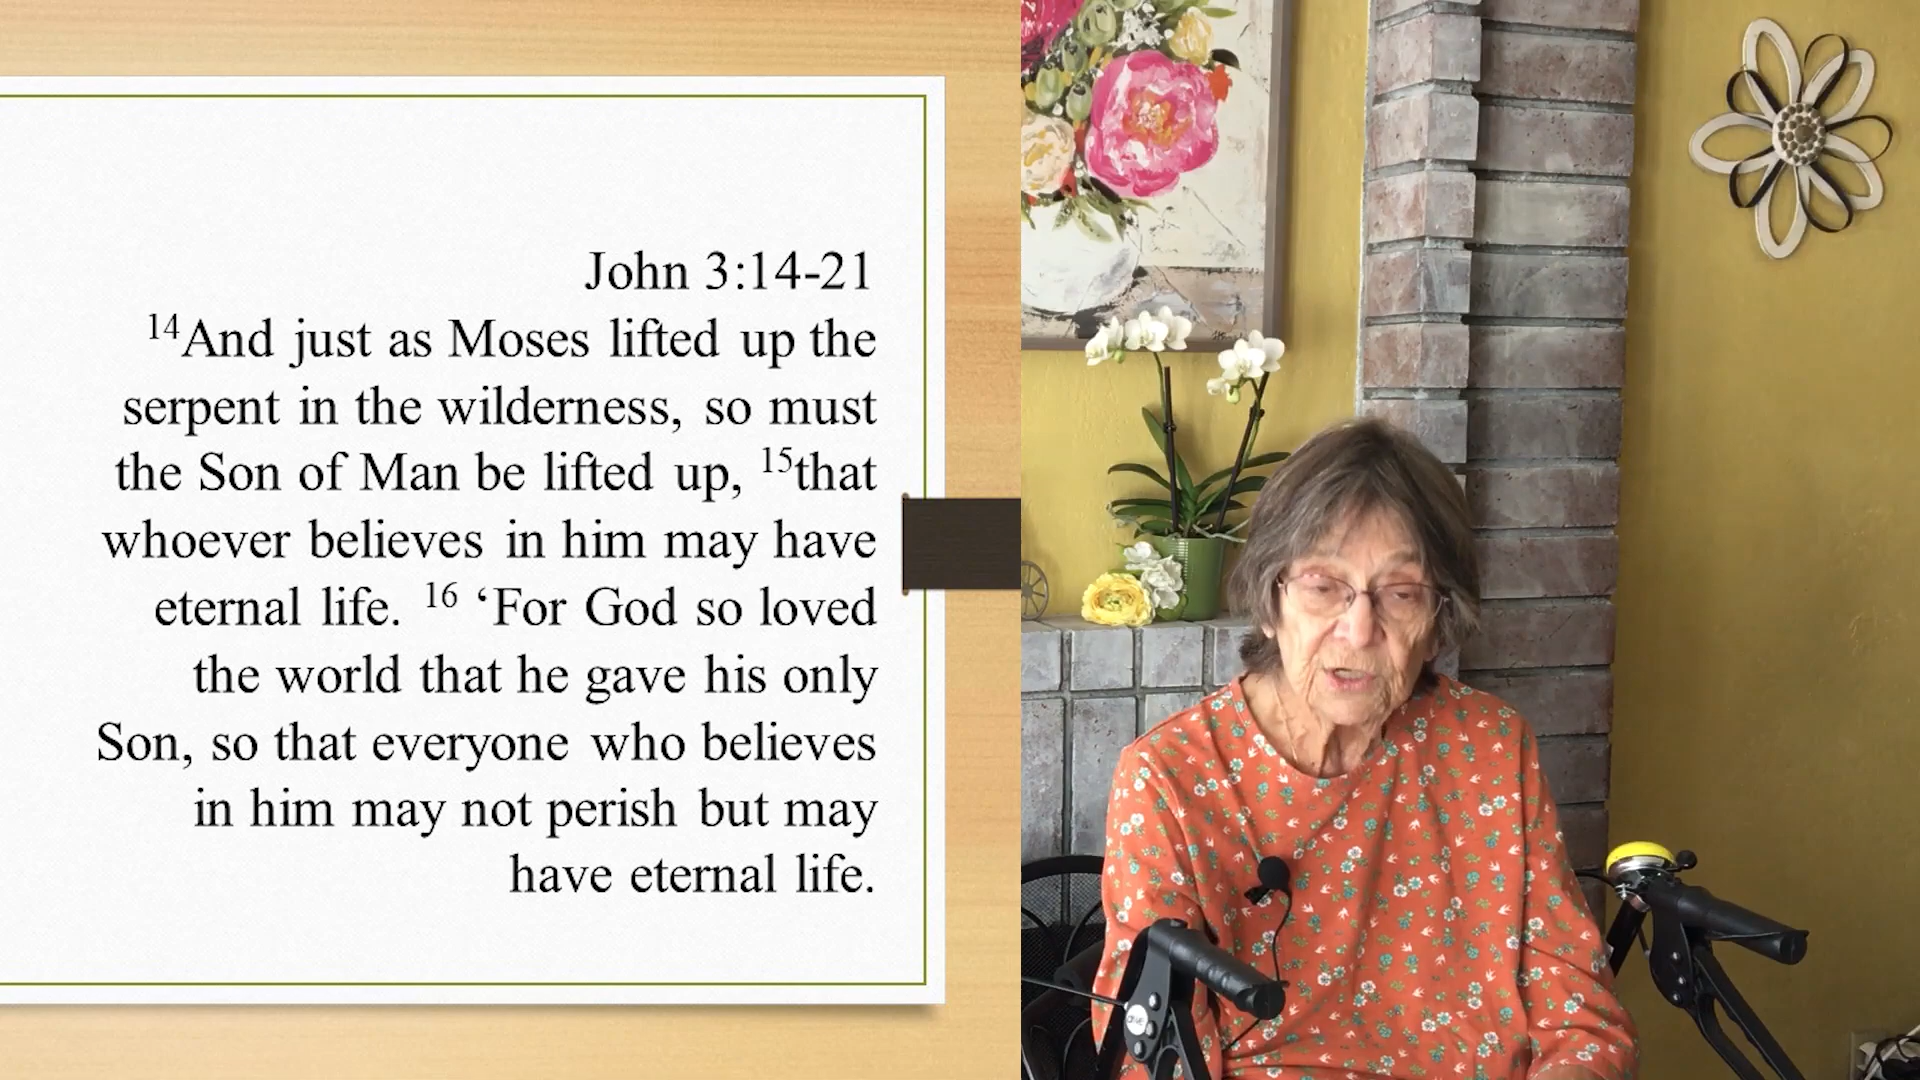 John 3:14-21
¹⁴And just as Moses lifted up the
serpent in the wilderness, so must
the Son of Man be lifted up, ¹⁵that
whoever believes in him may have
eternal life. ¹⁶ ‘For God so loved
the world that he gave his only
Son, so that everyone who believes
in him may not perish but may
have eternal life.